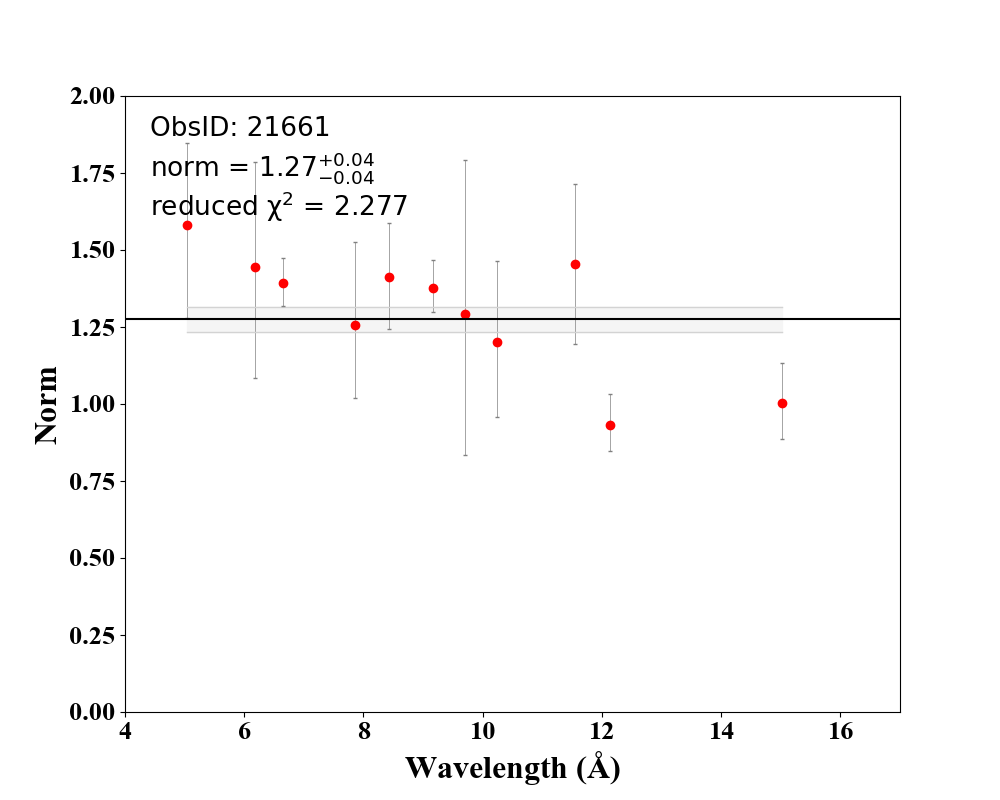 ObsID: 21661
norm = 1.27+0.04 −0.04
reduced χ² = 2.277
2.00
1.75
1.50
1.25
1.00
0.75
0.50
0.25
0.00
Norm
4 6 8 10 12 14 16
Wavelength (Å)